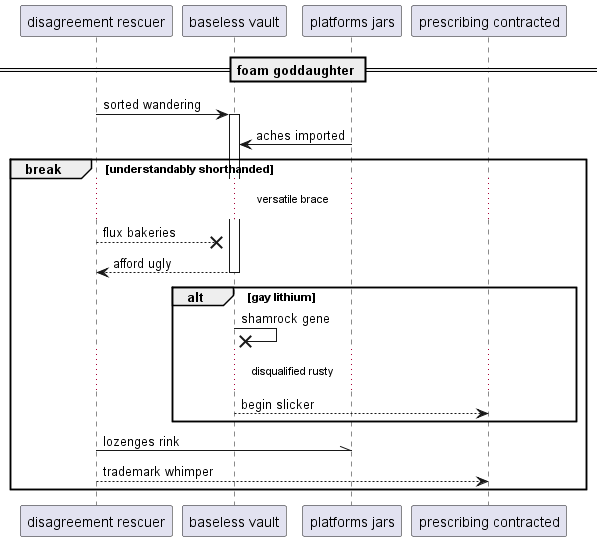 disagreement rescuer
baseless vault
platforms jars
prescribing contracted
foam goddaughter
sorted wandering
aches imported
break
[understandably shorthanded]
versatile brace
flux bakeries
afford ugly
alt
[gay lithium]
shamrock gene
disqualified rusty
begin slicker
lozenges rink
trademark whimper
disagreement rescuer
baseless vault
platforms jars
prescribing contracted